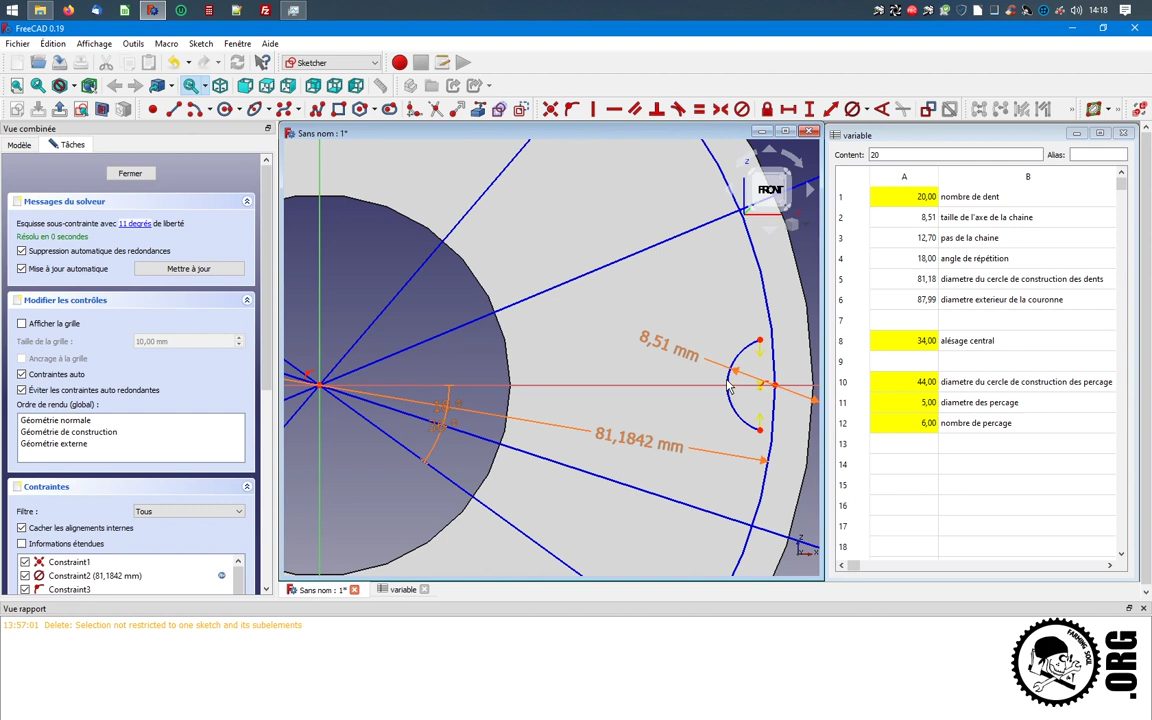 14:18
FreeCAD 0.19
Fichier Édition Affichage Outils Macro Sketch Fenêtre Aide
Sketcher
Vue combinée
Modèle Tâches
Fermer
Messages du solveur
Esquisse sous-contrainte avec 11 degrés de liberté
Résolu en 0 secondes
Suppression automatique des redondances
Mise à jour automatique Mettre à jour
Modifier les contrôles
Afficher la grille
Taille de la grille : 10,00 mm
Ancrage à la grille
Contraintes auto
Éviter les contraintes auto redondantes
Ordre de rendu (global) :
Géométrie normale
Géométrie de construction
Géométrie externe
Contraintes
Filtre : Tous
Cacher les alignements internes
Informations étendues
Constraint1
Constraint2 (81,1842 mm)
Constraint3
Sans nom : 1*
FRONT
z
8,51 mm
81,1842 mm
Z
Y X
Sans nom : 1* variable
variable
Content: 20 Alias:
A B
1 20,00 nombre de dent
2 8,51 taille de l'axe de la chaine
3 12,70 pas de la chaine
4 18,00 angle de répétition
5 81,18 diametre du cercle de construction des dents
6 87,99 diametre exterieur de la couronne
7
8 34,00 alésage central
9
10 44,00 diametre du cercle de construction des percage
11 5,00 diametre des percage
12 6,00 nombre de percage
13
14
15
16
17
18
Vue rapport
13:57:01 Delete: Selection not restricted to one sketch and its subelements
FARMING SOUL
.ORG